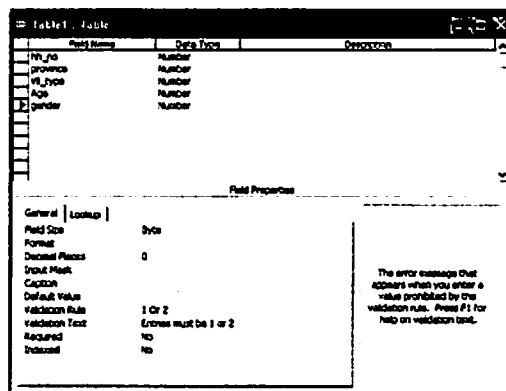 Table1 : Table
Field Name Data Type Description
hh_no Number
province Number
vil_type Number
Age Number
gender Number
Field Properties
General Lookup
Field Size Byte
Format
Decimal Places 0
Input Mask
Caption
Default Value
Validation Rule 1 Or 2
Validation Text Entries must be 1 or 2
Required No
Indexed No
The error message that
appears when you enter a
value prohibited by the
validation rule. Press F1 for
help on validation text.